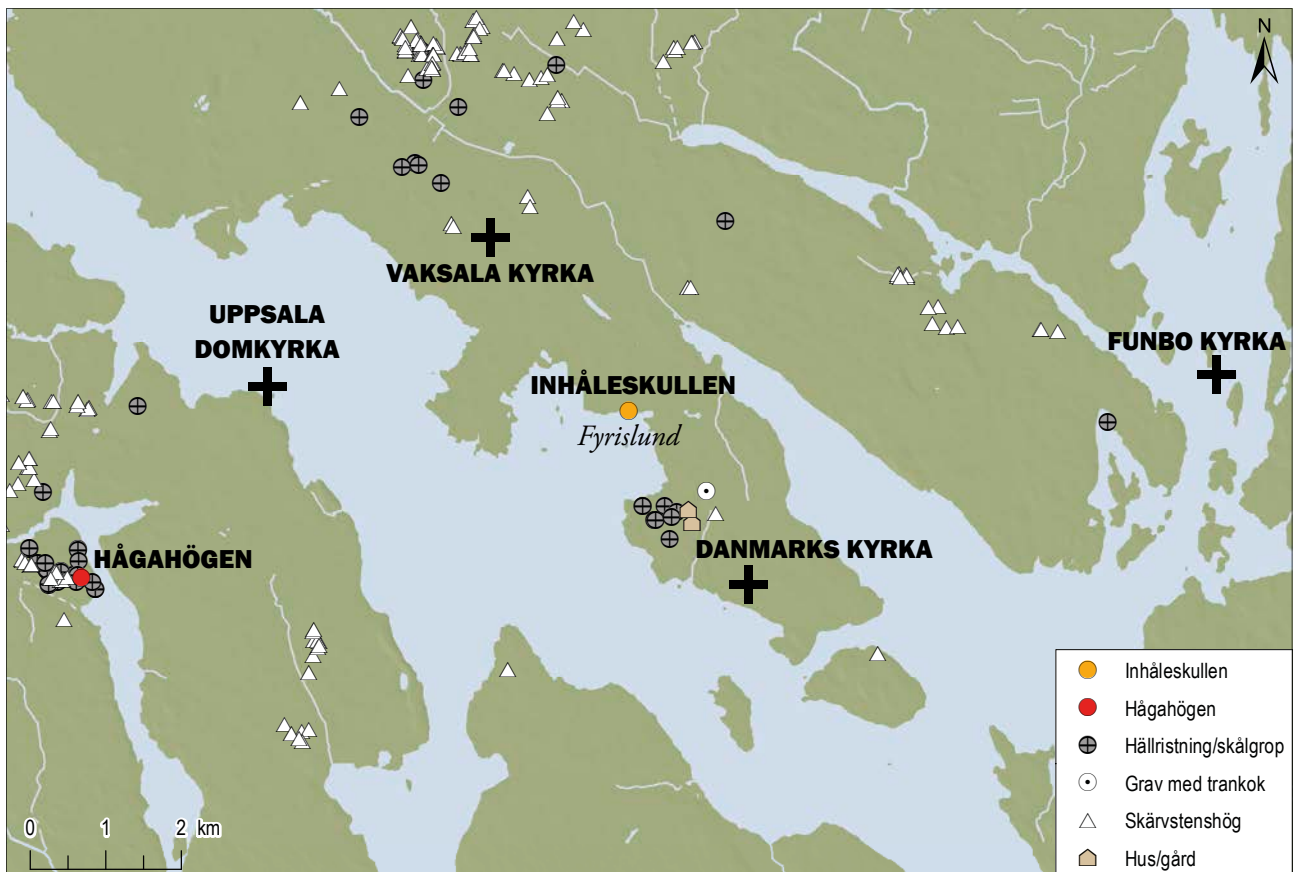 N
VAKSALA KYRKA
UPPSALA
DOMKYRKA
FUNBO KYRKA
INHÅLESKULLEN
Fyrislund
HÅGAHÖGEN
DANMARKS KYRKA
Inhåleskullen
Hågahögen
Hällristning/skålgrop
Grav med trankok
Skärvstenshög
Hus/gård
0 1 2 km